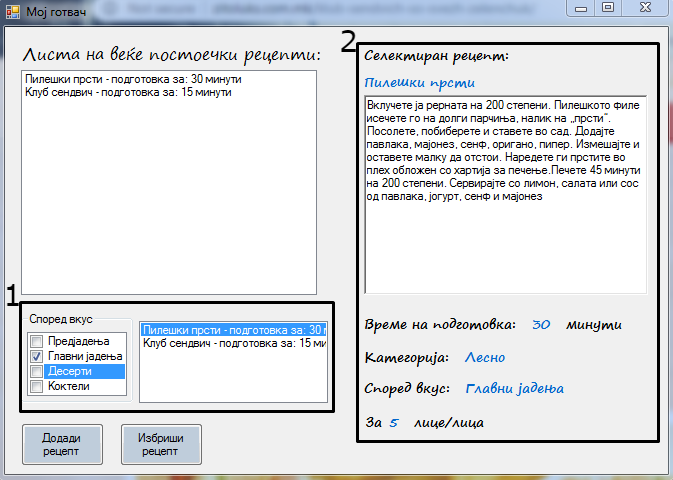 Мој готвач
Листа на веќе постоечки рецепти:
Пилешки прсти - подготовка за: 30 минути
Клуб сендвич - подготовка за: 15 минути
1
Според вкус
Предјадења
Главни јадења
Десерти
Коктели
Пилешки прсти - подготовка за: 30
Клуб сендвич - подготовка за: 15 ми
Додади
рецепт
Избриши
рецепт
2
Селектиран рецепт:
Пилешки прсти
Вклучете ја рерната на 200 степени. Пилешкото филе
исечете го на долги парчиња, налик на „прсти”.
Посолете, побиберете и ставете во сад. Додајте
павлака, мајонез, сенф, оригано, пипер. Измешајте и
оставете малку да отстои. Наредете ги прстите во
плех обложен со хартија за печење.Печете 45 минути
на 200 степени. Сервирајте со лимон, салата или сос
од павлака, јогурт, сенф и мајонез
Време на подготовка: 30 минути
Категорија: Лесно
Според вкус: Главни јадења
За 5 лице/лица